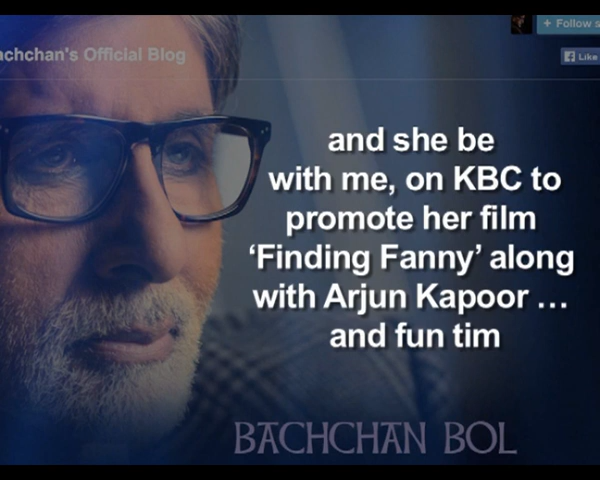 + Follow s
achchan's Official Blog
Like
and she be
with me, on KBC to
promote her film
‘Finding Fanny’ along
with Arjun Kapoor ...
and fun tim
BACHCHAN BOL